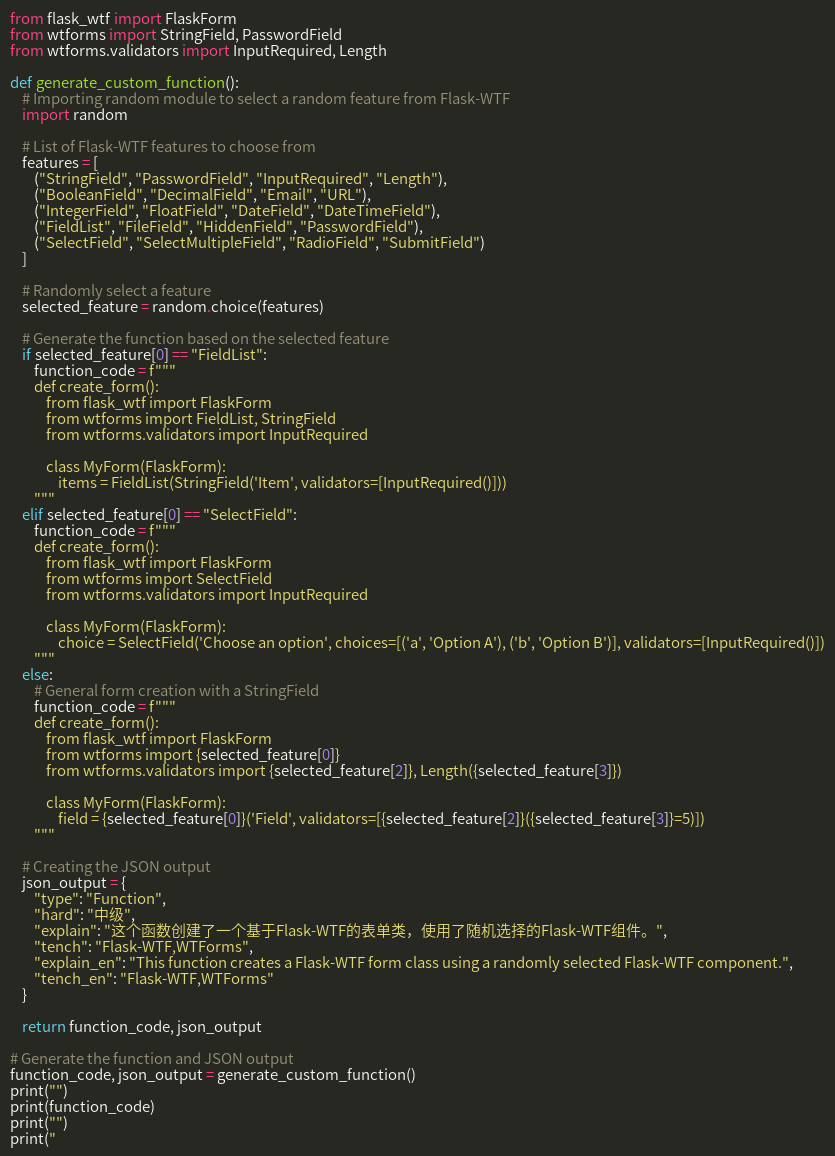 from flask_wtf import FlaskForm
from wtforms import StringField, PasswordField
from wtforms.validators import InputRequired, Length

def generate_custom_function():
    # Importing random module to select a random feature from Flask-WTF
    import random

    # List of Flask-WTF features to choose from
    features = [
        ("StringField", "PasswordField", "InputRequired", "Length"),
        ("BooleanField", "DecimalField", "Email", "URL"),
        ("IntegerField", "FloatField", "DateField", "DateTimeField"),
        ("FieldList", "FileField", "HiddenField", "PasswordField"),
        ("SelectField", "SelectMultipleField", "RadioField", "SubmitField")
    ]

    # Randomly select a feature
    selected_feature = random.choice(features)

    # Generate the function based on the selected feature
    if selected_feature[0] == "FieldList":
        function_code = f"""
        def create_form():
            from flask_wtf import FlaskForm
            from wtforms import FieldList, StringField
            from wtforms.validators import InputRequired

            class MyForm(FlaskForm):
                items = FieldList(StringField('Item', validators=[InputRequired()]))
        """
    elif selected_feature[0] == "SelectField":
        function_code = f"""
        def create_form():
            from flask_wtf import FlaskForm
            from wtforms import SelectField
            from wtforms.validators import InputRequired

            class MyForm(FlaskForm):
                choice = SelectField('Choose an option', choices=[('a', 'Option A'), ('b', 'Option B')], validators=[InputRequired()])
        """
    else:
        # General form creation with a StringField
        function_code = f"""
        def create_form():
            from flask_wtf import FlaskForm
            from wtforms import {selected_feature[0]}
            from wtforms.validators import {selected_feature[2]}, Length({selected_feature[3]})

            class MyForm(FlaskForm):
                field = {selected_feature[0]}('Field', validators=[{selected_feature[2]}({selected_feature[3]}=5)])
        """

    # Creating the JSON output
    json_output = {
        "type": "Function",
        "hard": "中级",
        "explain": "这个函数创建了一个基于Flask-WTF的表单类，使用了随机选择的Flask-WTF组件。",
        "tench": "Flask-WTF,WTForms",
        "explain_en": "This function creates a Flask-WTF form class using a randomly selected Flask-WTF component.",
        "tench_en": "Flask-WTF,WTForms"
    }

    return function_code, json_output

# Generate the function and JSON output
function_code, json_output = generate_custom_function()
print("")
print(function_code)
print("")
print("